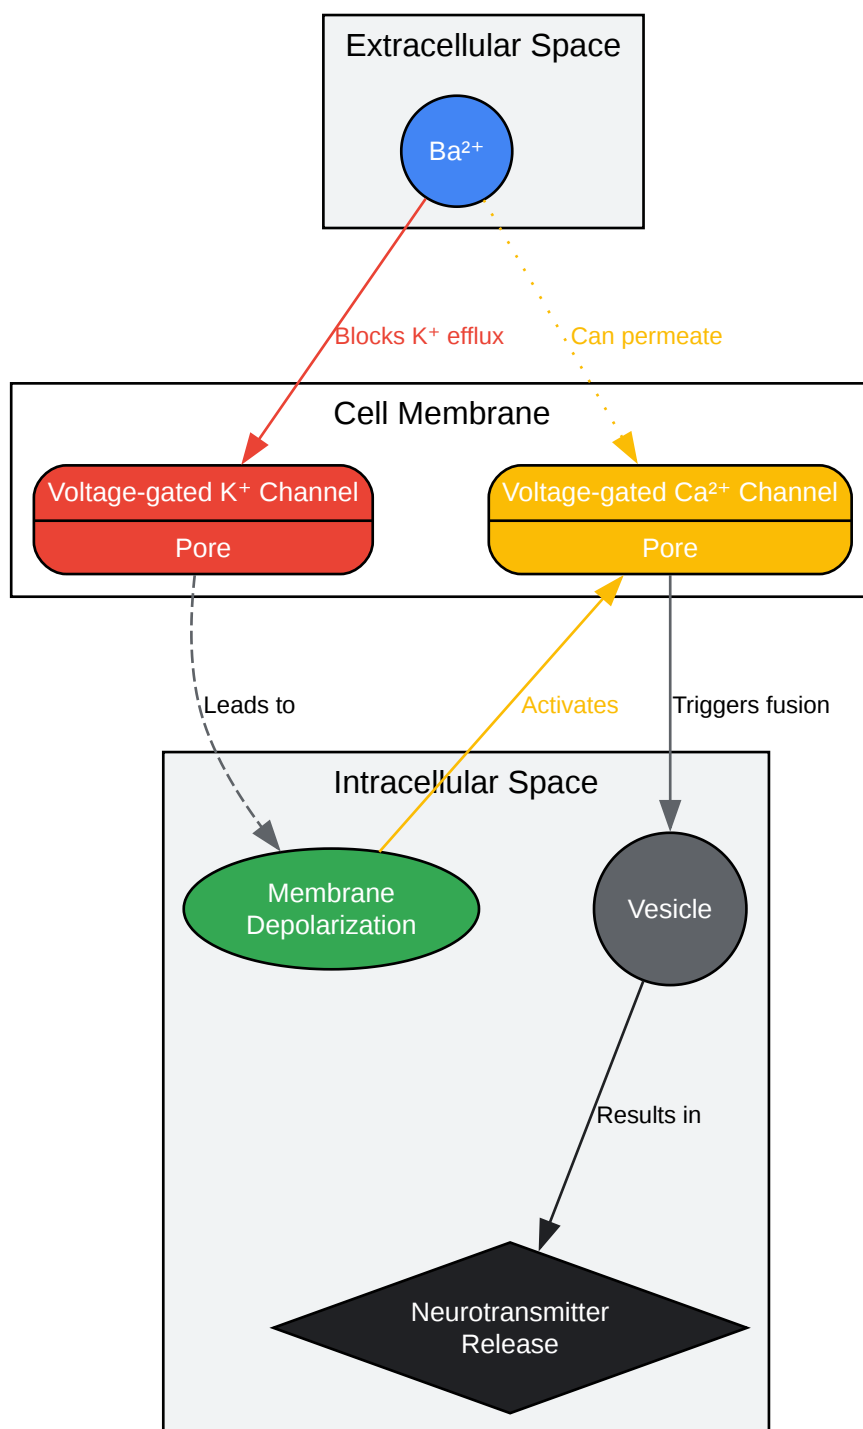 Extracellular Space
Ba²⁺
Blocks K⁺ efflux
Can permeate
Cell Membrane
Voltage-gated K⁺ Channel
Pore
Voltage-gated Ca²⁺ Channel
Pore
Leads to
Activates
Triggers fusion
Intracellular Space
Membrane
Depolarization
Vesicle
Results in
Neurotransmitter
Release